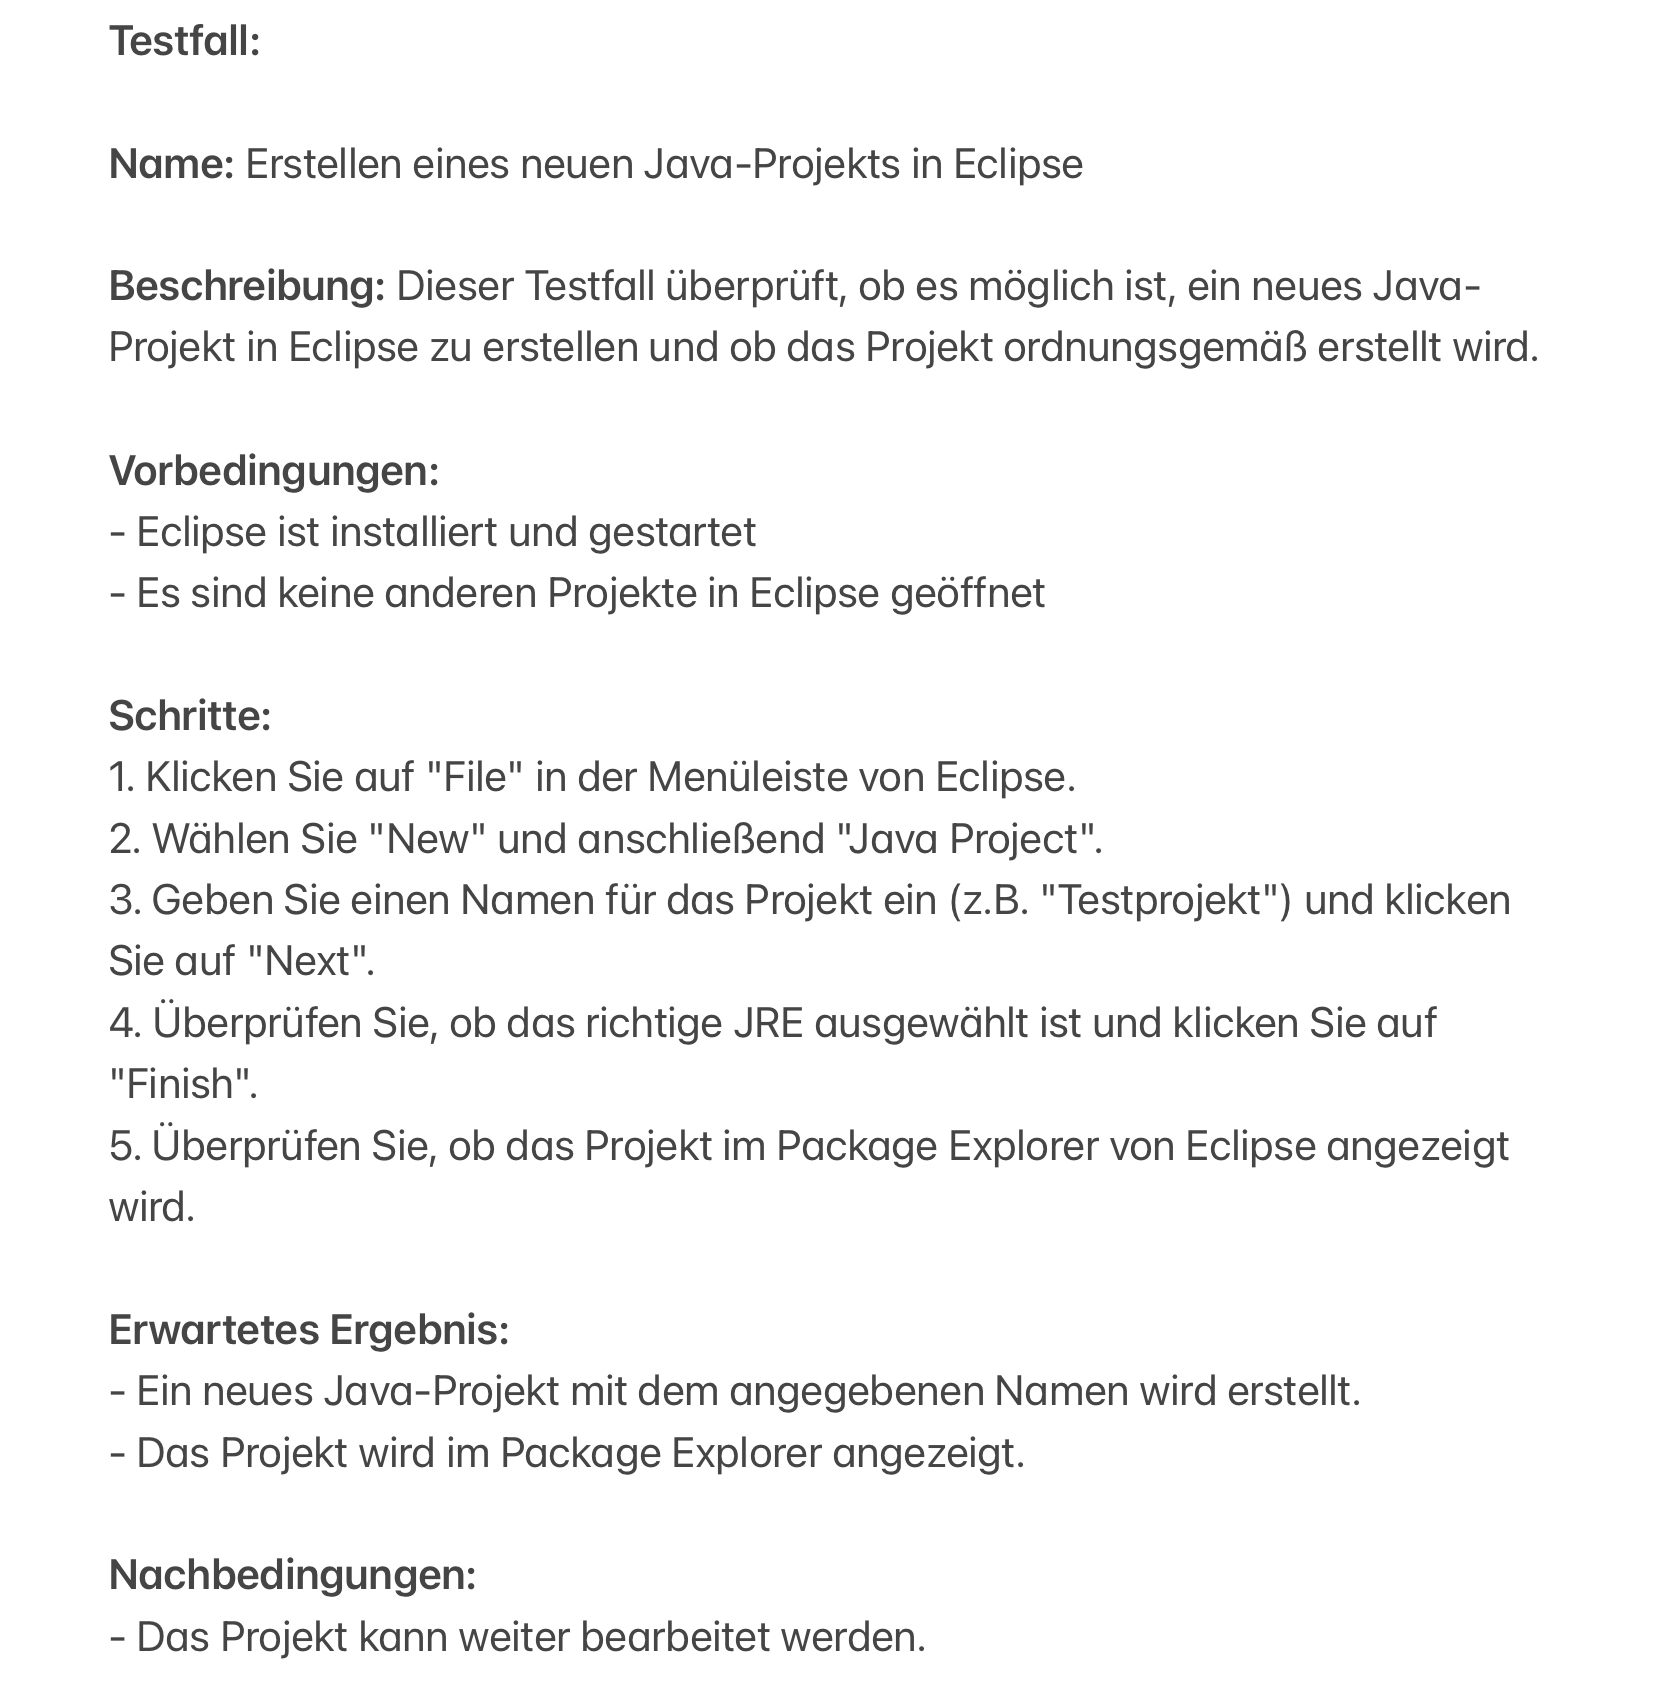 Testfall:
Name: Erstellen eines neuen Java-Projekts in Eclipse
Beschreibung: Dieser Testfall überprüft, ob es möglich ist, ein neues Java-
Projekt in Eclipse zu erstellen und ob das Projekt ordnungsgemäß erstellt wird.
Vorbedingungen:
- Eclipse ist installiert und gestartet
- Es sind keine anderen Projekte in Eclipse geöffnet
Schritte:
1. Klicken Sie auf "File" in der Menüleiste von Eclipse.
2. Wählen Sie "New" und anschließend "Java Project".
3. Geben Sie einen Namen für das Projekt ein (z.B. "Testprojekt") und klicken
Sie auf "Next".
4. Überprüfen Sie, ob das richtige JRE ausgewählt ist und klicken Sie auf
"Finish".
5. Überprüfen Sie, ob das Projekt im Package Explorer von Eclipse angezeigt
wird.
Erwartetes Ergebnis:
- Ein neues Java-Projekt mit dem angegebenen Namen wird erstellt.
- Das Projekt wird im Package Explorer angezeigt.
Nachbedingungen:
- Das Projekt kann weiter bearbeitet werden.